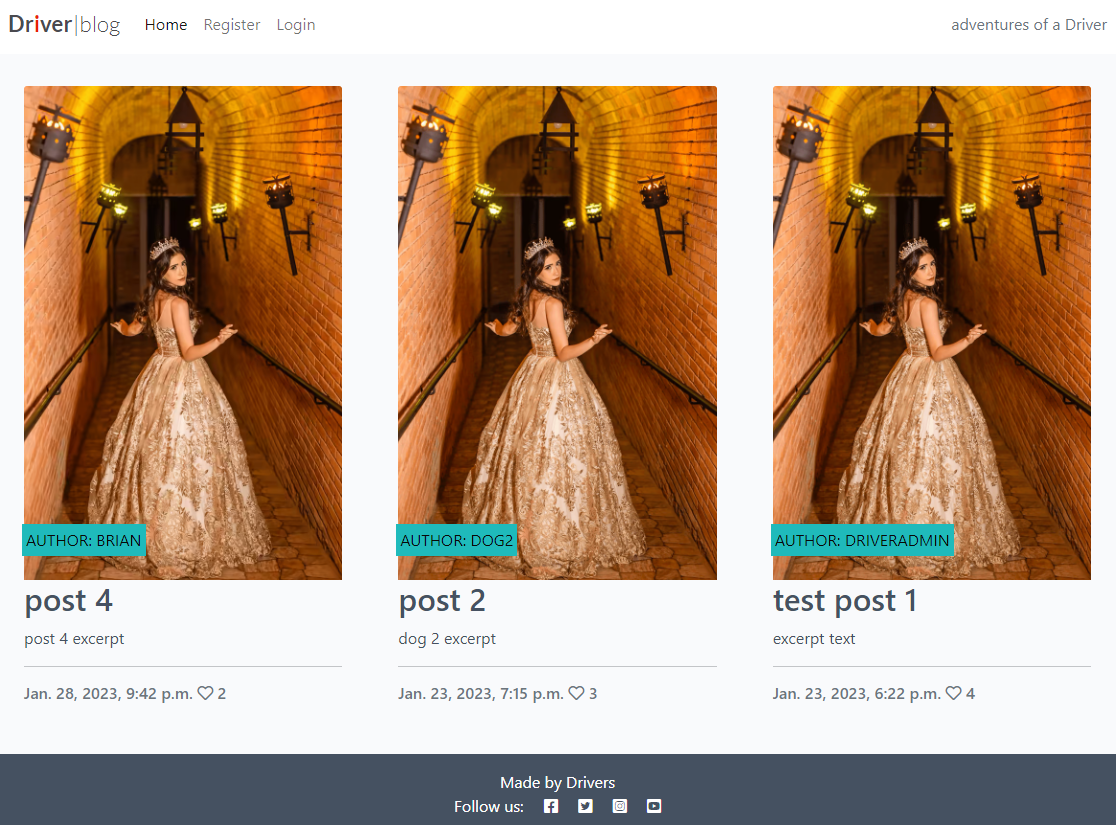 Driver|blog Home Register Login adventures of a Driver
AUTHOR: BRIAN
post 4
post 4 excerpt
Jan. 28, 2023, 9:42 p.m. 2
AUTHOR: DOG2
post 2
dog 2 excerpt
Jan. 23, 2023, 7:15 p.m. 3
AUTHOR: DRIVERADMIN
test post 1
excerpt text
Jan. 23, 2023, 6:22 p.m. 4
Made by Drivers
Follow us: